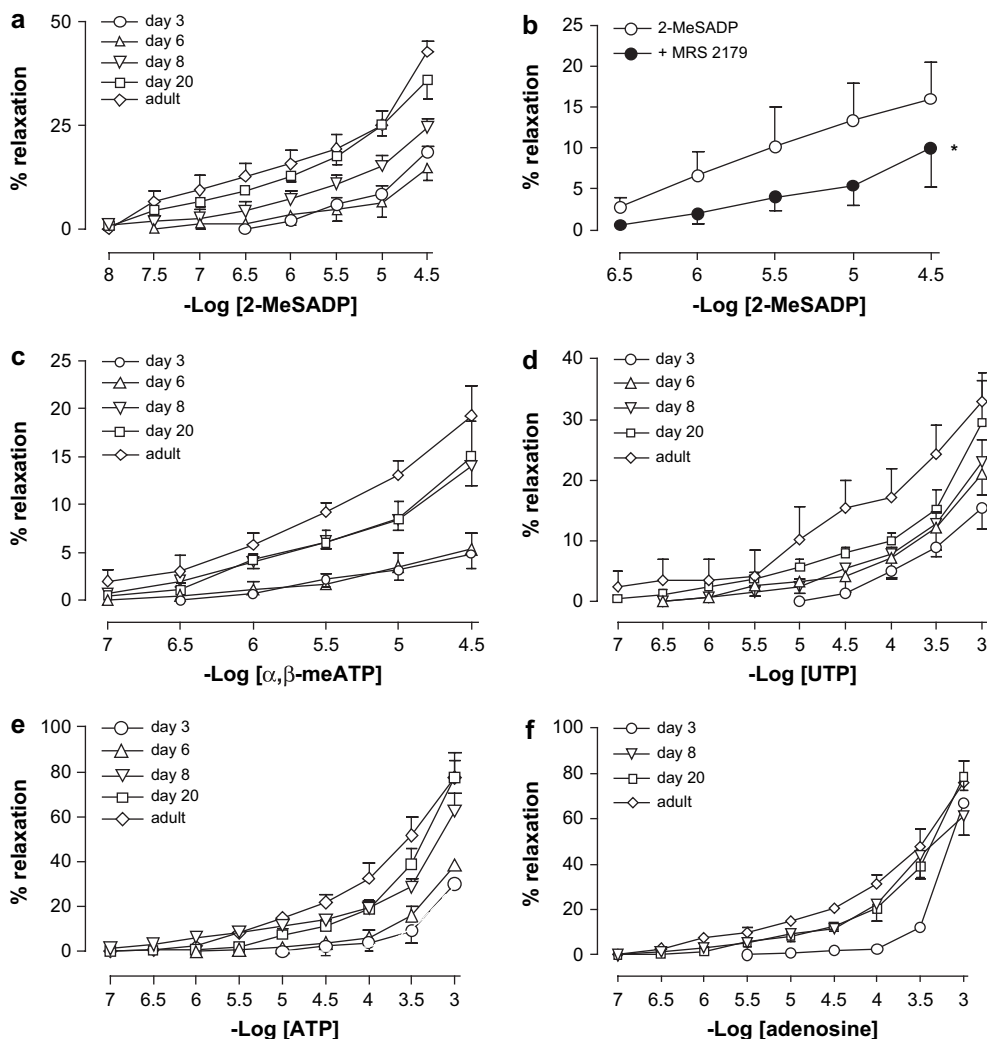 a
day 3
day 6
day 8
day 20
adult
50
25
0
% relaxation
8 7.5 7 6.5 6 5.5 5 4.5
-Log [2-MeSADP]
b
2-MeSADP
+ MRS 2179
25
20
15
10
5
0
*
% relaxation
6.5 6 5.5 5 4.5
-Log [2-MeSADP]
c
day 3
day 6
day 8
day 20
adult
25
20
15
10
5
0
% relaxation
7 6.5 6 5.5 5 4.5
-Log [α,β-meATP]
d
day 3
day 6
day 8
day 20
adult
40
30
20
10
0
% relaxation
7 6.5 6 5.5 5 4.5 4 3.5 3
-Log [UTP]
e
day 3
day 6
day 8
day 20
adult
100
80
60
40
20
0
% relaxation
7 6.5 6 5.5 5 4.5 4 3.5 3
-Log [ATP]
f
day 3
day 8
day 20
adult
100
80
60
40
20
0
% relaxation
7 6.5 6 5.5 5 4.5 4 3.5 3
-Log [adenosine]